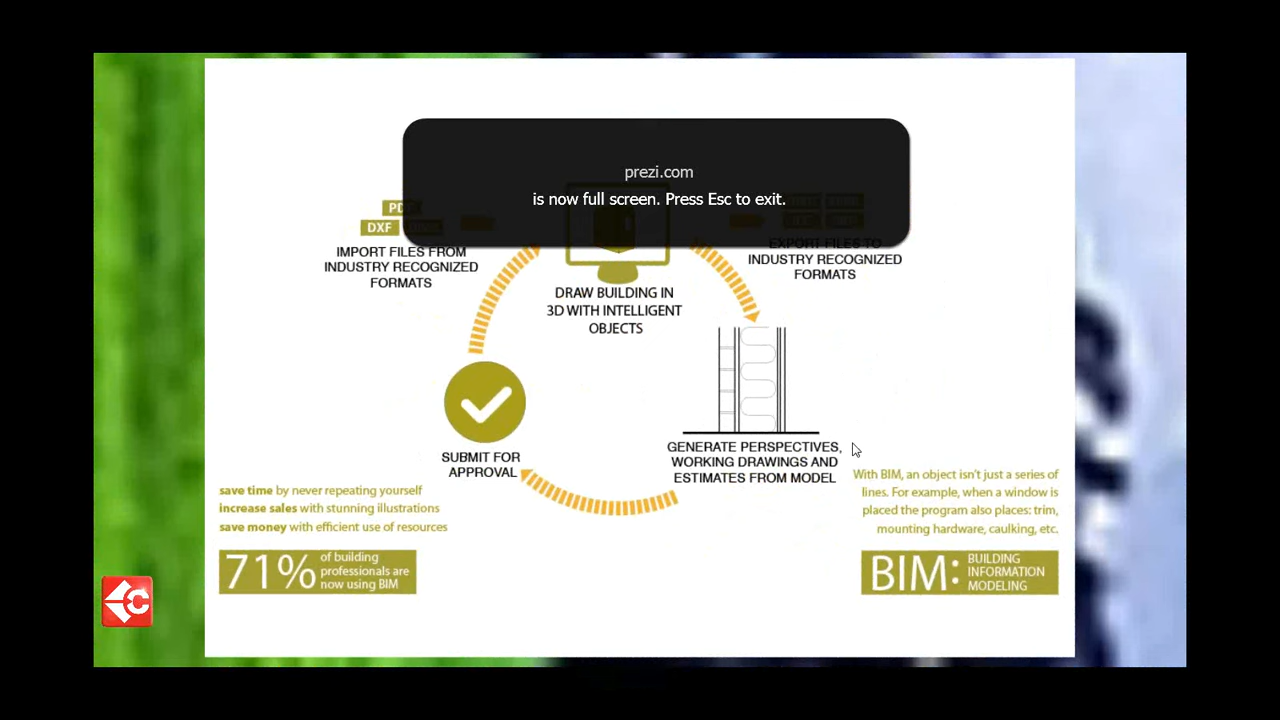 prezi.com
is now full screen. Press Esc to exit.
DXF
IMPORT FILES FROM
INDUSTRY RECOGNIZED
FORMATS
EXPORT FILES TO
INDUSTRY RECOGNIZED
FORMATS
DRAW BUILDING IN
3D WITH INTELLIGENT
OBJECTS
SUBMIT FOR
APPROVAL
GENERATE PERSPECTIVES,
WORKING DRAWINGS AND
ESTIMATES FROM MODEL
save time by never repeating yourself
increase sales with stunning illustrations
save money with efficient use of resources
71% of building
professionals are
now using BIM
With BIM, an object isn't just a series of
lines. For example, when a window is
placed the program also places: trim,
mounting hardware, caulking, etc.
BIM: BUILDING
INFORMATION
MODELING
C